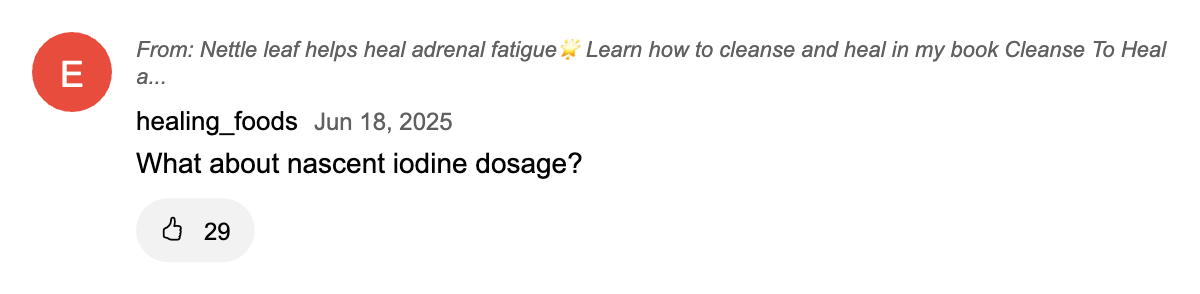 E
From: Nettle leaf helps heal adrenal fatigue🌟 Learn how to cleanse and heal in my book Cleanse To Heal
a...
healing_foods Jun 18, 2025
What about nascent iodine dosage?
29